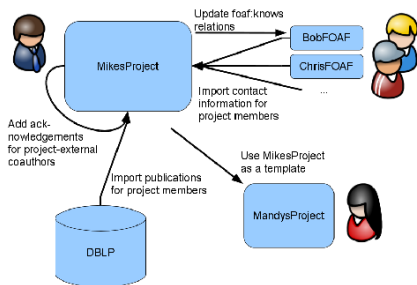 Update foaf:knows
relations
BobFOAF
MikesProject
ChrisFOAF
...
Import contact
information for
project members
Add ack-
nowledgements
for project-external
coauthors
Import publications
for project members
Use MikesProject
as a template
MandysProject
DBLP